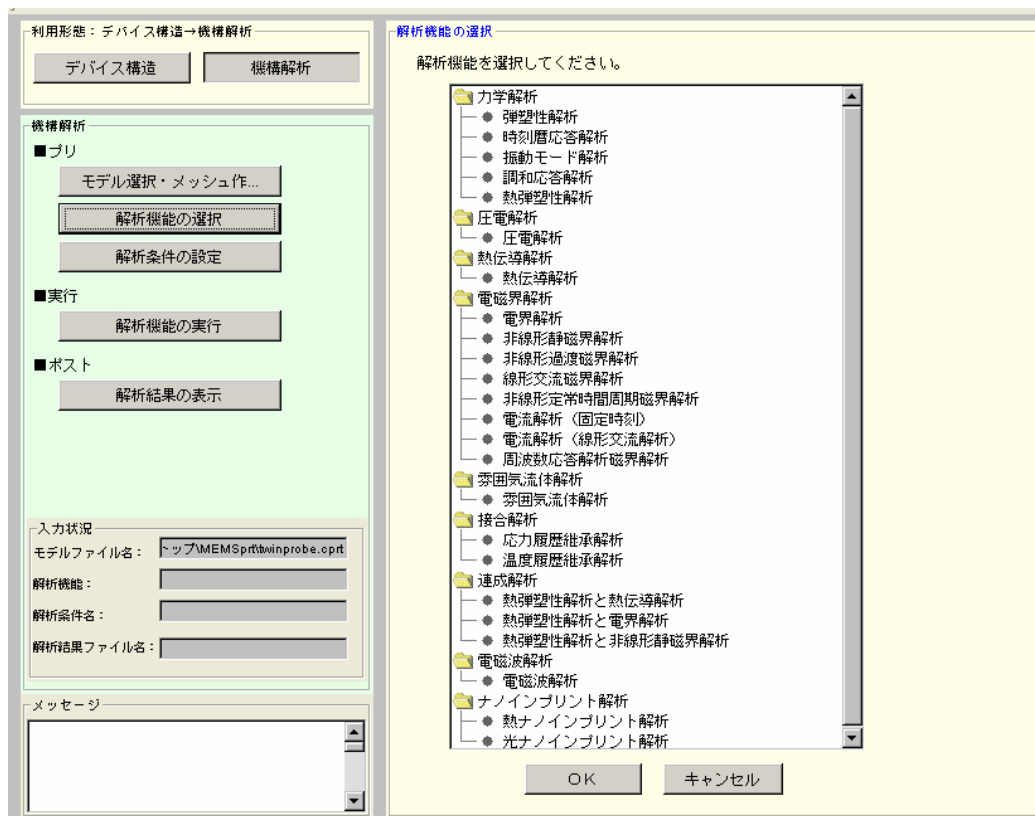 利用形態：デバイス構造→機構解析
デバイス構造
機構解析
機構解析
■プリ
モデル選択・メッシュ作...
解析機能の選択
解析条件の設定
■実行
解析機能の実行
■ポスト
解析結果の表示
入力状況
モデルファイル名：
トップ\MEMSprt\twinprobe.cprt
解析機能：
解析条件名：
解析結果ファイル名：
メッセージ
解析機能の選択
解析機能を選択してください。
力学解析
弾塑性解析
時刻暦応答解析
振動モード解析
調和応答解析
熱弾塑性解析
圧電解析
圧電解析
熱伝導解析
熱伝導解析
電磁界解析
電界解析
非線形静磁界解析
非線形過渡磁界解析
線形交流磁界解析
非線形定常時間周期磁界解析
電流解析（固定時刻）
電流解析（線形交流解析）
周波数応答解析磁界解析
雰囲気流体解析
雰囲気流体解析
接合解析
応力履歴継承解析
温度履歴継承解析
連成解析
熱弾塑性解析と熱伝導解析
熱弾塑性解析と電界解析
熱弾塑性解析と非線形静磁界解析
電磁波解析
電磁波解析
ナノインプリント解析
熱ナノインプリント解析
光ナノインプリント解析
OK
キャンセル